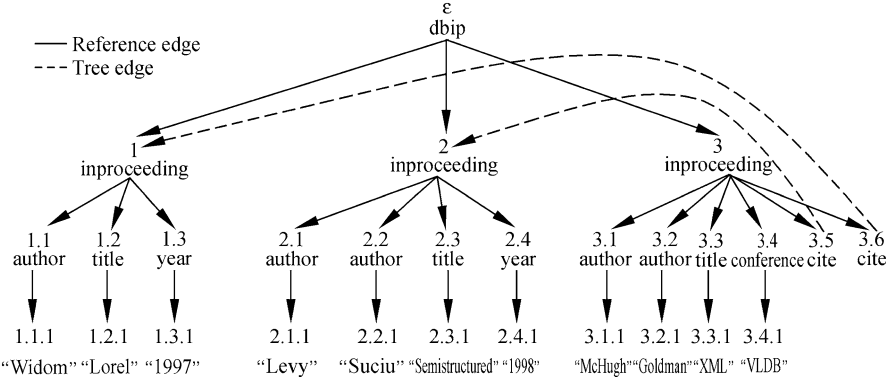 ε
dbip
Reference edge
Tree edge
1 2 3
inproceeding inproceeding inproceeding
1.1 1.2 1.3 2.1 2.2 2.3 2.4 3.1 3.2 3.3 3.4 3.5 3.6
author title year author author title year author author title conference cite cite
1.1.1 1.2.1 1.3.1 2.1.1 2.2.1 2.3.1 2.4.1 3.1.1 3.2.1 3.3.1 3.4.1
“Widom” “Lorel” “1997” “Levy” “Suciu” “Semistructured” “1998” “McHugh” “Goldman” “XML” “VLDB”